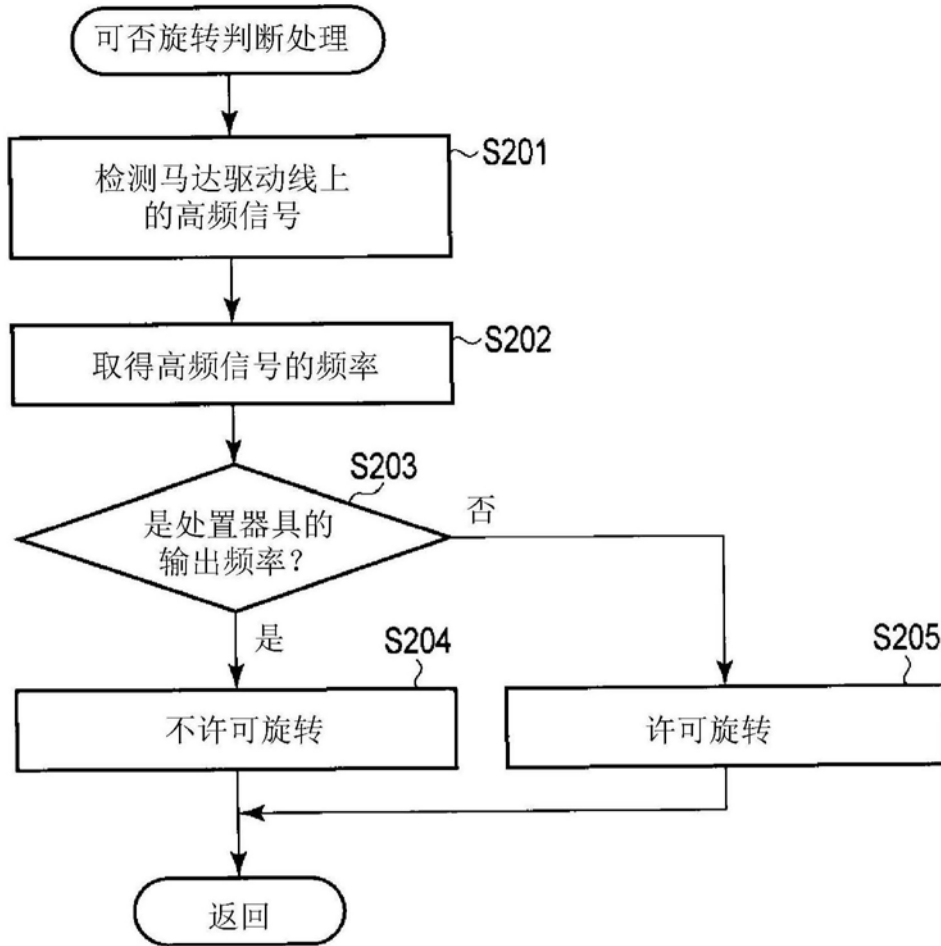 可否旋转判断处理
S201
检测马达驱动线上
的高频信号
S202
取得高频信号的频率
S203
是处置器具的
输出频率?
否
是
S204
不许可旋转
S205
许可旋转
返回